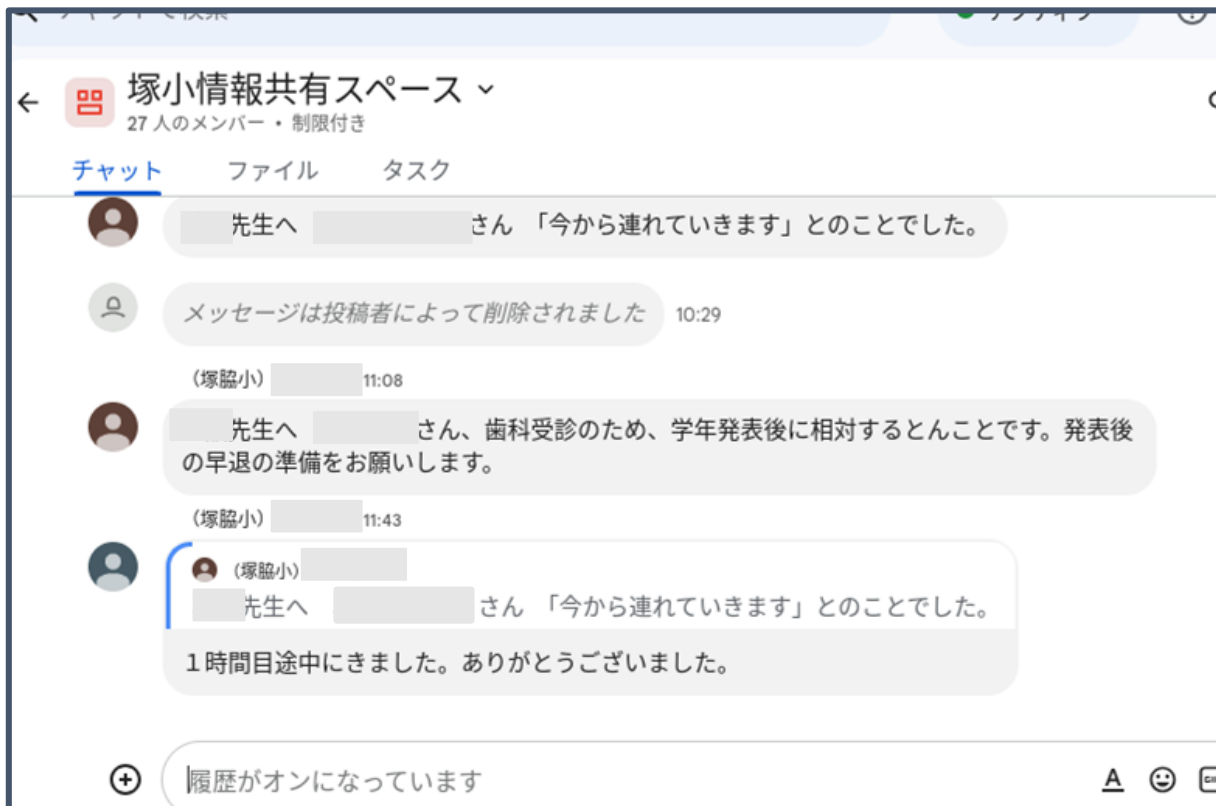 塚小情報共有スペース
27 人のメンバー・制限付き
チャット ファイル タスク
先生へ さん 「今から連れていきます」とのことでした。
メッセージは投稿者によって削除されました 10:29
（塚脇小） 11:08
先生へ さん、歯科受診のため、学年発表後に相対するとんことです。発表後
の早退の準備をお願いします。
（塚脇小） 11:43
（塚脇小）
先生へ さん 「今から連れていきます」とのことでした。
１時間目途中にきました。ありがとうございました。
履歴がオンになっています